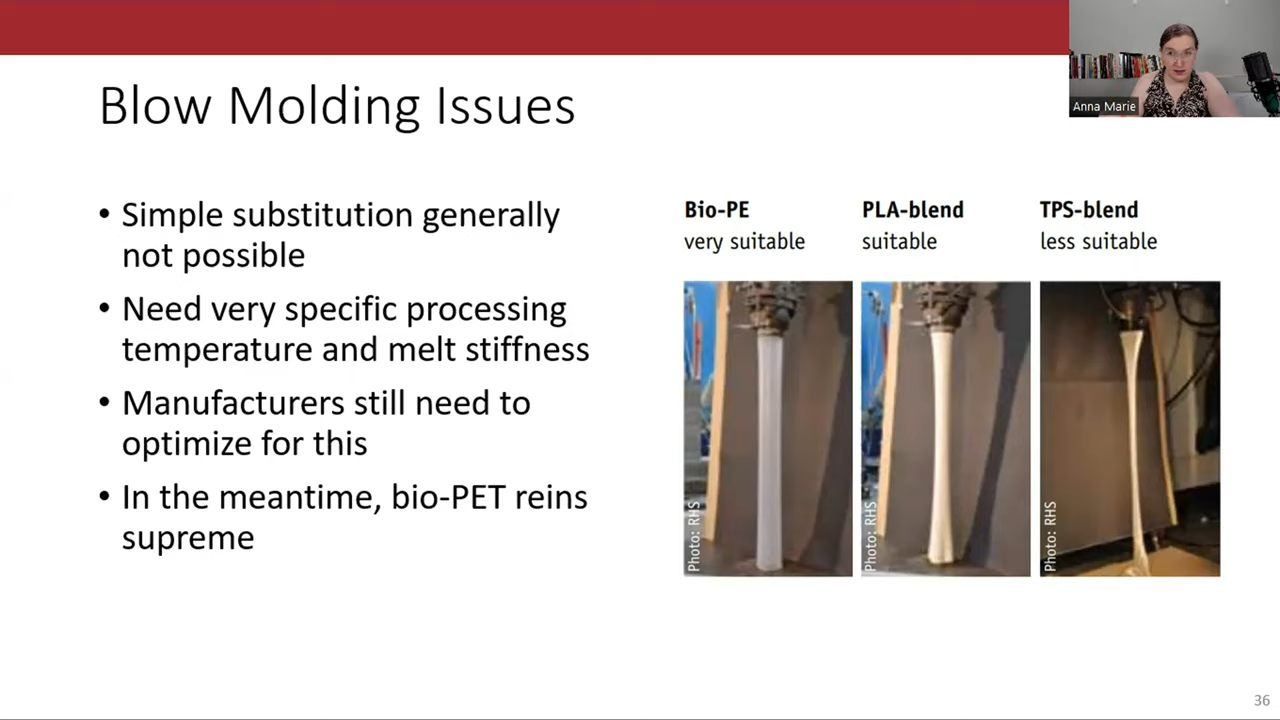 Anna Marie
Blow Molding Issues
• Simple substitution generally
not possible
• Need very specific processing
temperature and melt stiffness
• Manufacturers still need to
optimize for this
• In the meantime, bio-PET reins
supreme
Bio-PE
very suitable
PLA-blend
suitable
TPS-blend
less suitable
Photo: RHS
Photo: RHS
Photo: RHS
36